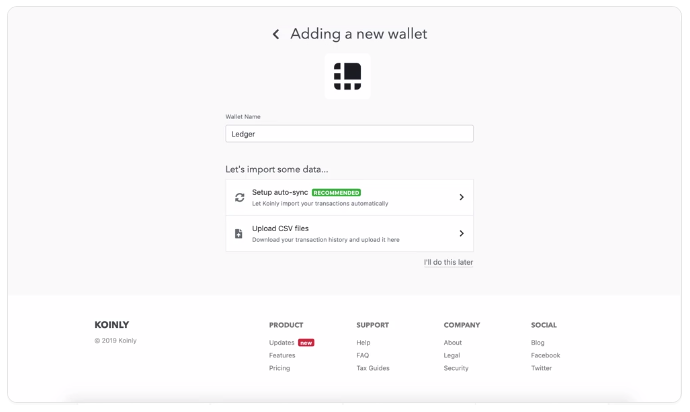 Adding a new wallet
Wallet Name
Ledger
Let's import some data...
Setup auto-sync RECOMMENDED
Let Koinly import your transactions automatically
Upload CSV files
Download your transaction history and upload it here
I'll do this later
KOINLY
© 2019 Koinly
PRODUCT
Updates new
Features
Pricing
SUPPORT
Help
FAQ
Tax Guides
COMPANY
About
Legal
Security
SOCIAL
Blog
Facebook
Twitter